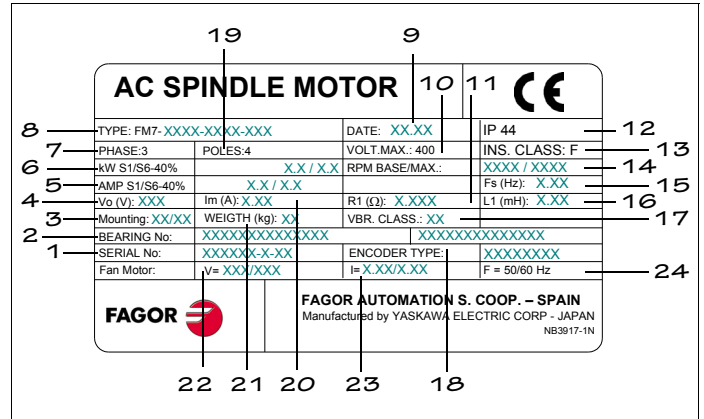 19 9
AC SPINDLE MOTOR 10 11 CE
8 TYPE: FM7- XXXX-XXXX-XXX DATE: XX.XX IP 44 12
7 PHASE:3 POLES:4 VOLT.MAX.: 400 INS. CLASS: F 13
6 kW S1/S6-40% X.X / X.X RPM BASE/MAX.: XXXX / XXXX 14
5 AMP S1/S6-40% X.X / X.X Fs (Hz): X.XX 15
4 Vo (V): XXX Im (A): X.XX R1 (Ω): X.XXX L1 (mH): X.XX 16
3 Mounting: XX/XX WEIGTH (kg): XX VBR. CLASS.: XX 17
2 BEARING No: XXXXXXXXXXXXXX XXXXXXXXXXXXXX
1 SERIAL No: XXXXXX-X-XX ENCODER TYPE: XXXXXXXX
Fan Motor: V= XXX/XXX I= X.XX/X.XX F = 50/60 Hz 24
FAGOR FAGOR AUTOMATION S. COOP. – SPAIN
Manufactured by YASKAWA ELECTRIC CORP - JAPAN
NB3917-1N
22 21 20 23 18